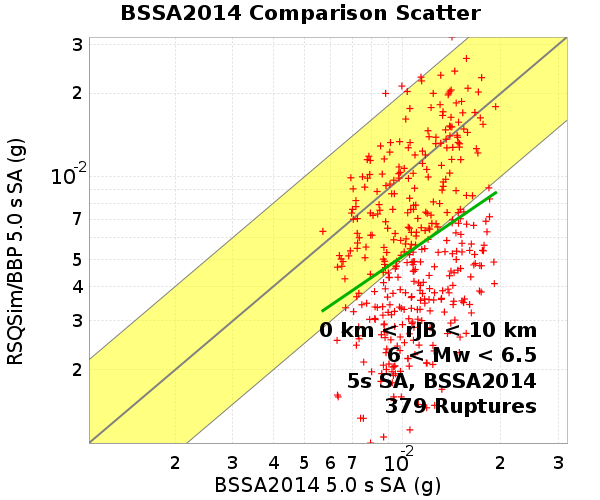 BSSA2014 Comparison Scatter
RSQSim/BBP 5.0 s SA (g)
3
2
10-2
7
5
4
3
2
0 km < rJB < 10 km
6 < Mw < 6.5
5s SA, BSSA2014
379 Ruptures
2 3 4 5 6 7 10-2 2 3
BSSA2014 5.0 s SA (g)